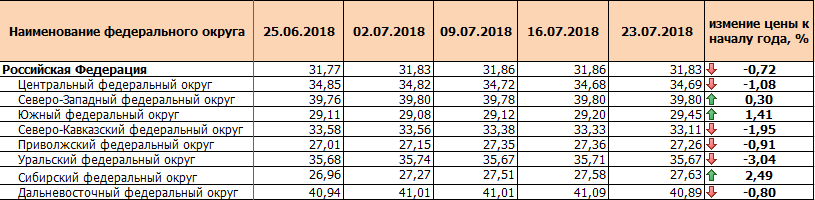 Наименование федерального округа 25.06.2018 02.07.2018 09.07.2018 16.07.2018 23.07.2018 измение цены к началу года, %
Российская Федерация 31,77 31,83 31,86 31,86 31,83 -0,72
Центральный федеральный округ 34,85 34,82 34,72 34,68 34,69 -1,08
Северо-Западный федеральный округ 39,76 39,80 39,78 39,80 39,80 0,30
Южный федеральный округ 29,11 29,08 29,12 29,20 29,45 1,41
Северо-Кавказский федеральный округ 33,58 33,56 33,38 33,33 33,11 -1,95
Приволжский федеральный округ 27,01 27,15 27,35 27,36 27,26 -0,91
Уральский федеральный округ 35,68 35,74 35,67 35,71 35,67 -3,04
Сибирский федеральный округ 26,96 27,27 27,51 27,58 27,63 2,49
Дальневосточный федеральный округ 40,94 41,01 41,01 41,09 40,89 -0,80